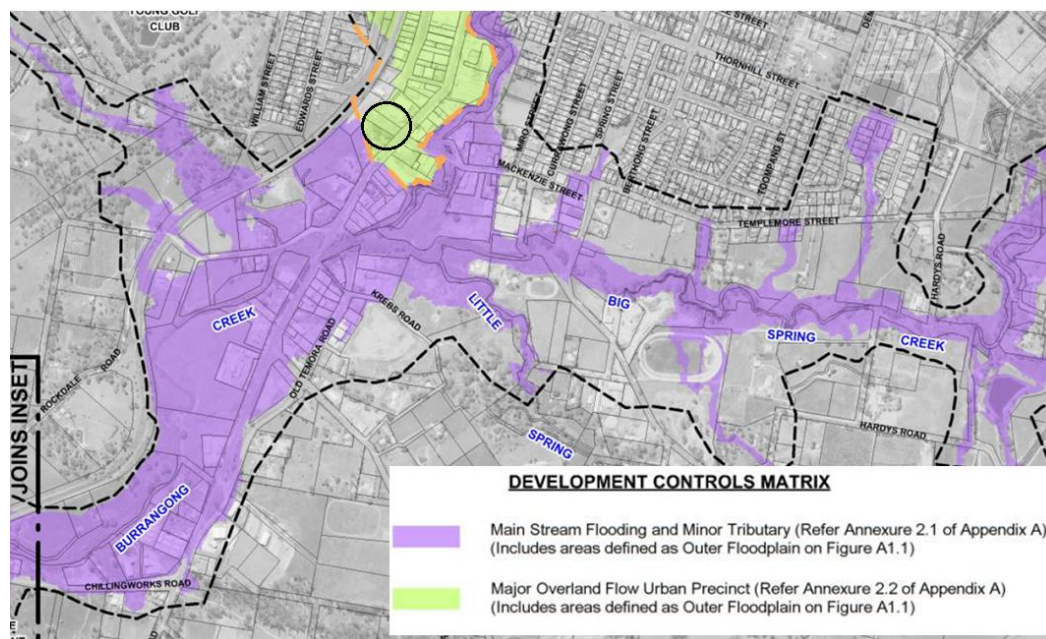 YOUNG GOLF
CLUB
WILLIAM STREET
EDWARDS STREET
THORNHILL STREET
MIRO STREET
CURRAWONG STREET
SPRING STREET
BERTHONG STREET
TOOMPANG ST
MACKENZIE STREET
TEMPLEMORE STREET
HARDYS ROAD
CREEK
LITTLE
BIG
SPRING
CREEK
KREBS ROAD
OLD TEMORA ROAD
ROCKDALE ROAD
JOINS INSET
SPRING
HARDYS ROAD
BURRANGONG
CHILLINGWORKS ROAD
DEVELOPMENT CONTROLS MATRIX
Main Stream Flooding and Minor Tributary (Refer Annexure 2.1 of Appendix A)
(Includes areas defined as Outer Floodplain on Figure A1.1)
Major Overland Flow Urban Precinct (Refer Annexure 2.2 of Appendix A)
(Includes areas defined as Outer Floodplain on Figure A1.1)